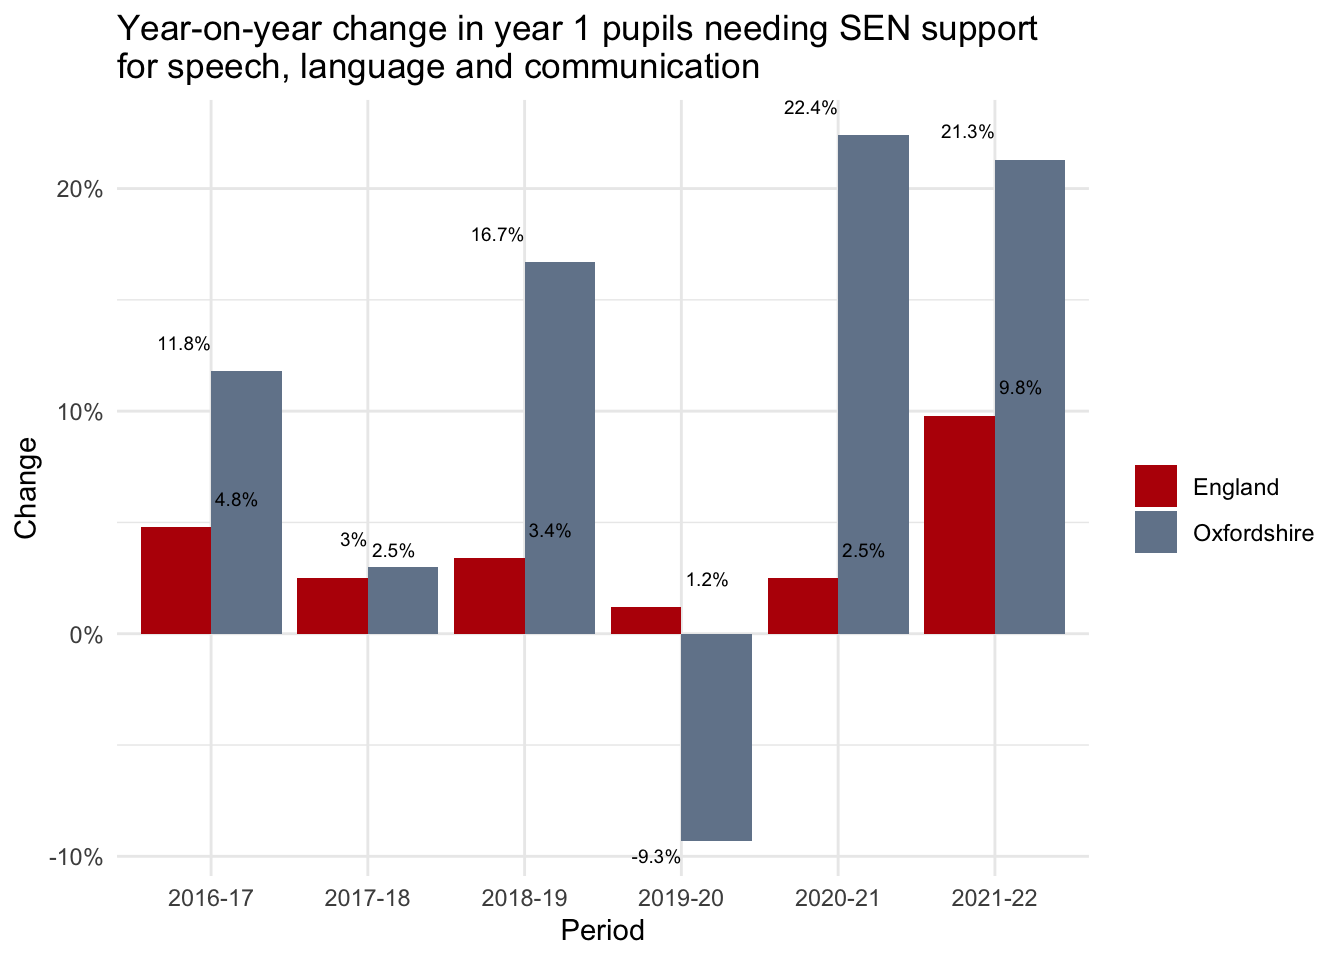 Year-on-year change in year 1 pupils needing SEN support
for speech, language and communication
22.4%
21.3%
20%
16.7%
11.8%
10%
9.8%
4.8%
3%
2.5%
3.4%
2.5%
1.2%
0%
-9.3%
-10%
Change
England
Oxfordshire
2016-17 2017-18 2018-19 2019-20 2020-21 2021-22
Period